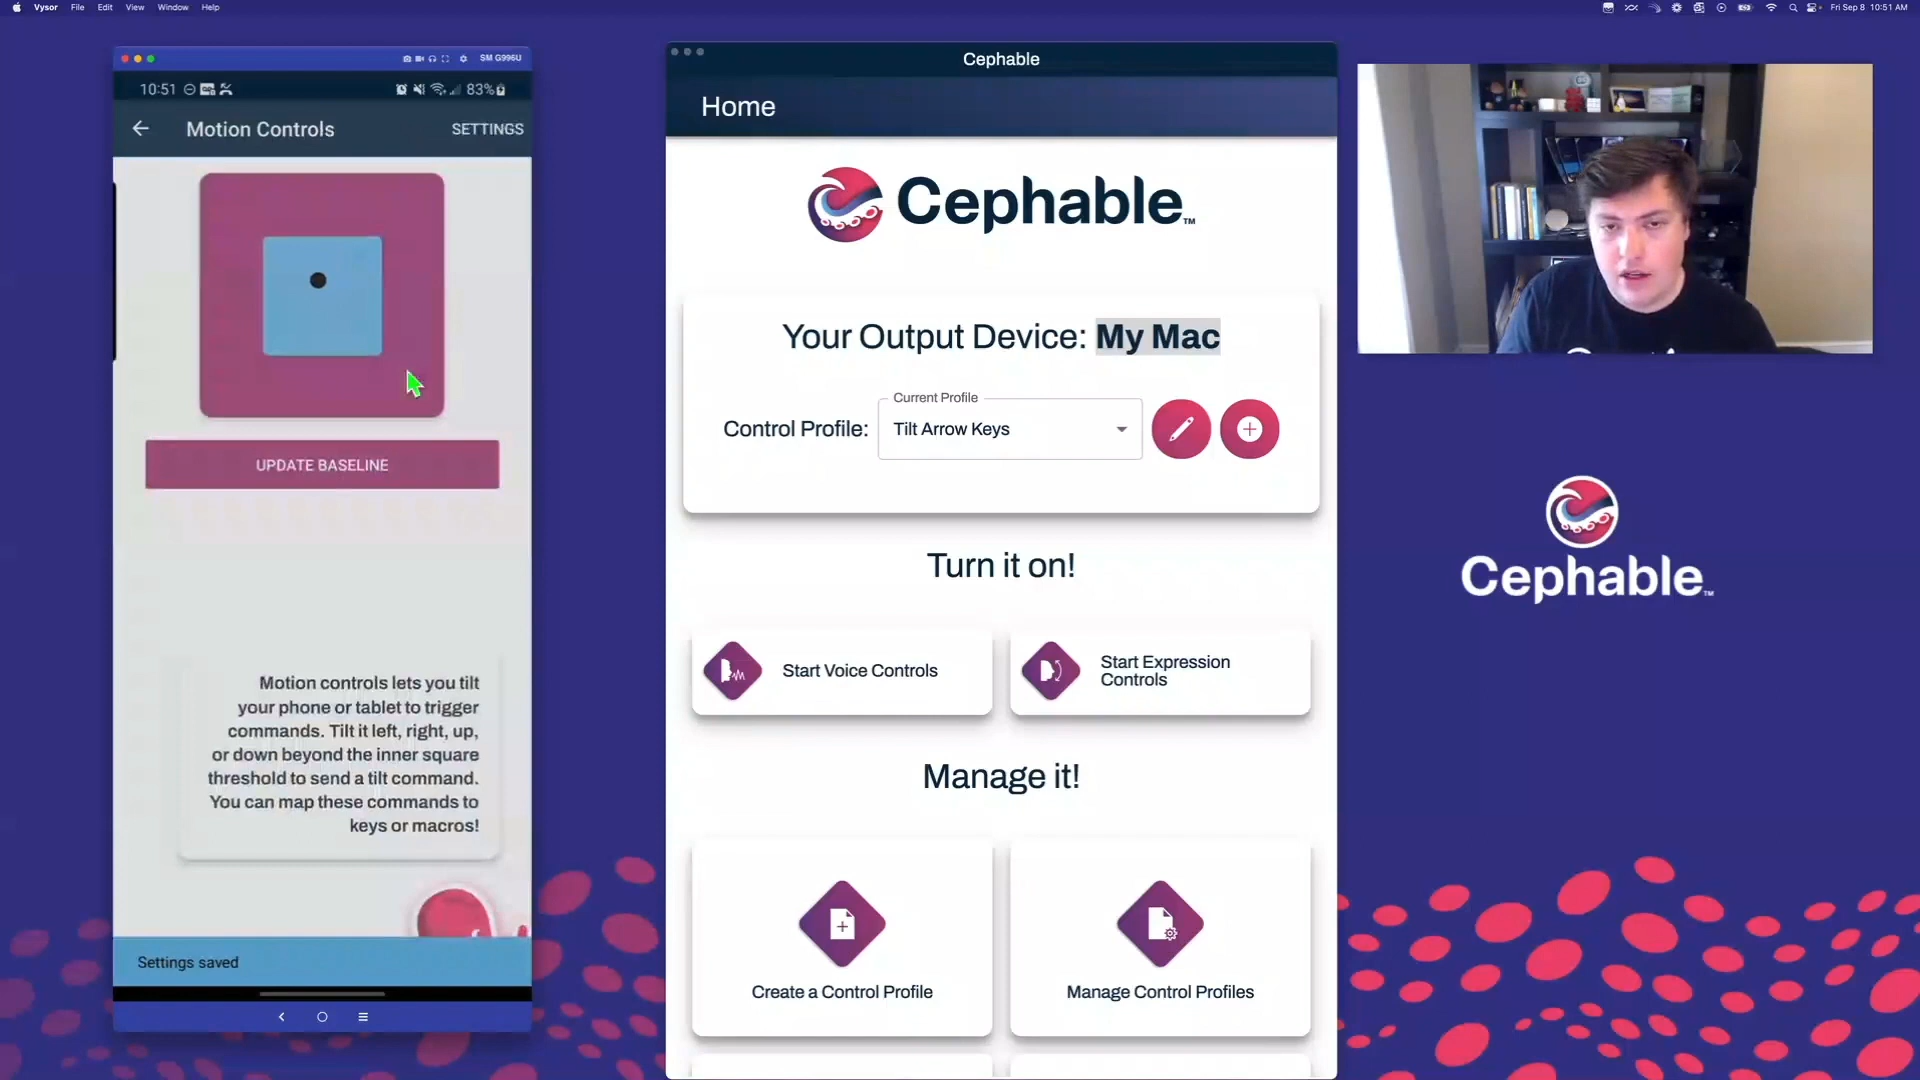 Vysor File Edit View Window Help
Fri Sep 8 10:51 AM
SM G996U
10:51
83%
Motion Controls
SETTINGS
UPDATE BASELINE
Motion controls lets you tilt
your phone or tablet to trigger
commands. Tilt it left, right, up,
or down beyond the inner square
threshold to send a tilt command.
You can map these commands to
keys or macros!
Settings saved
Cephable
Home
Cephable™
Your Output Device: My Mac
Control Profile:
Current Profile
Tilt Arrow Keys
Turn it on!
Start Voice Controls
Start Expression
Controls
Manage it!
Create a Control Profile
Manage Control Profiles
Cephable™